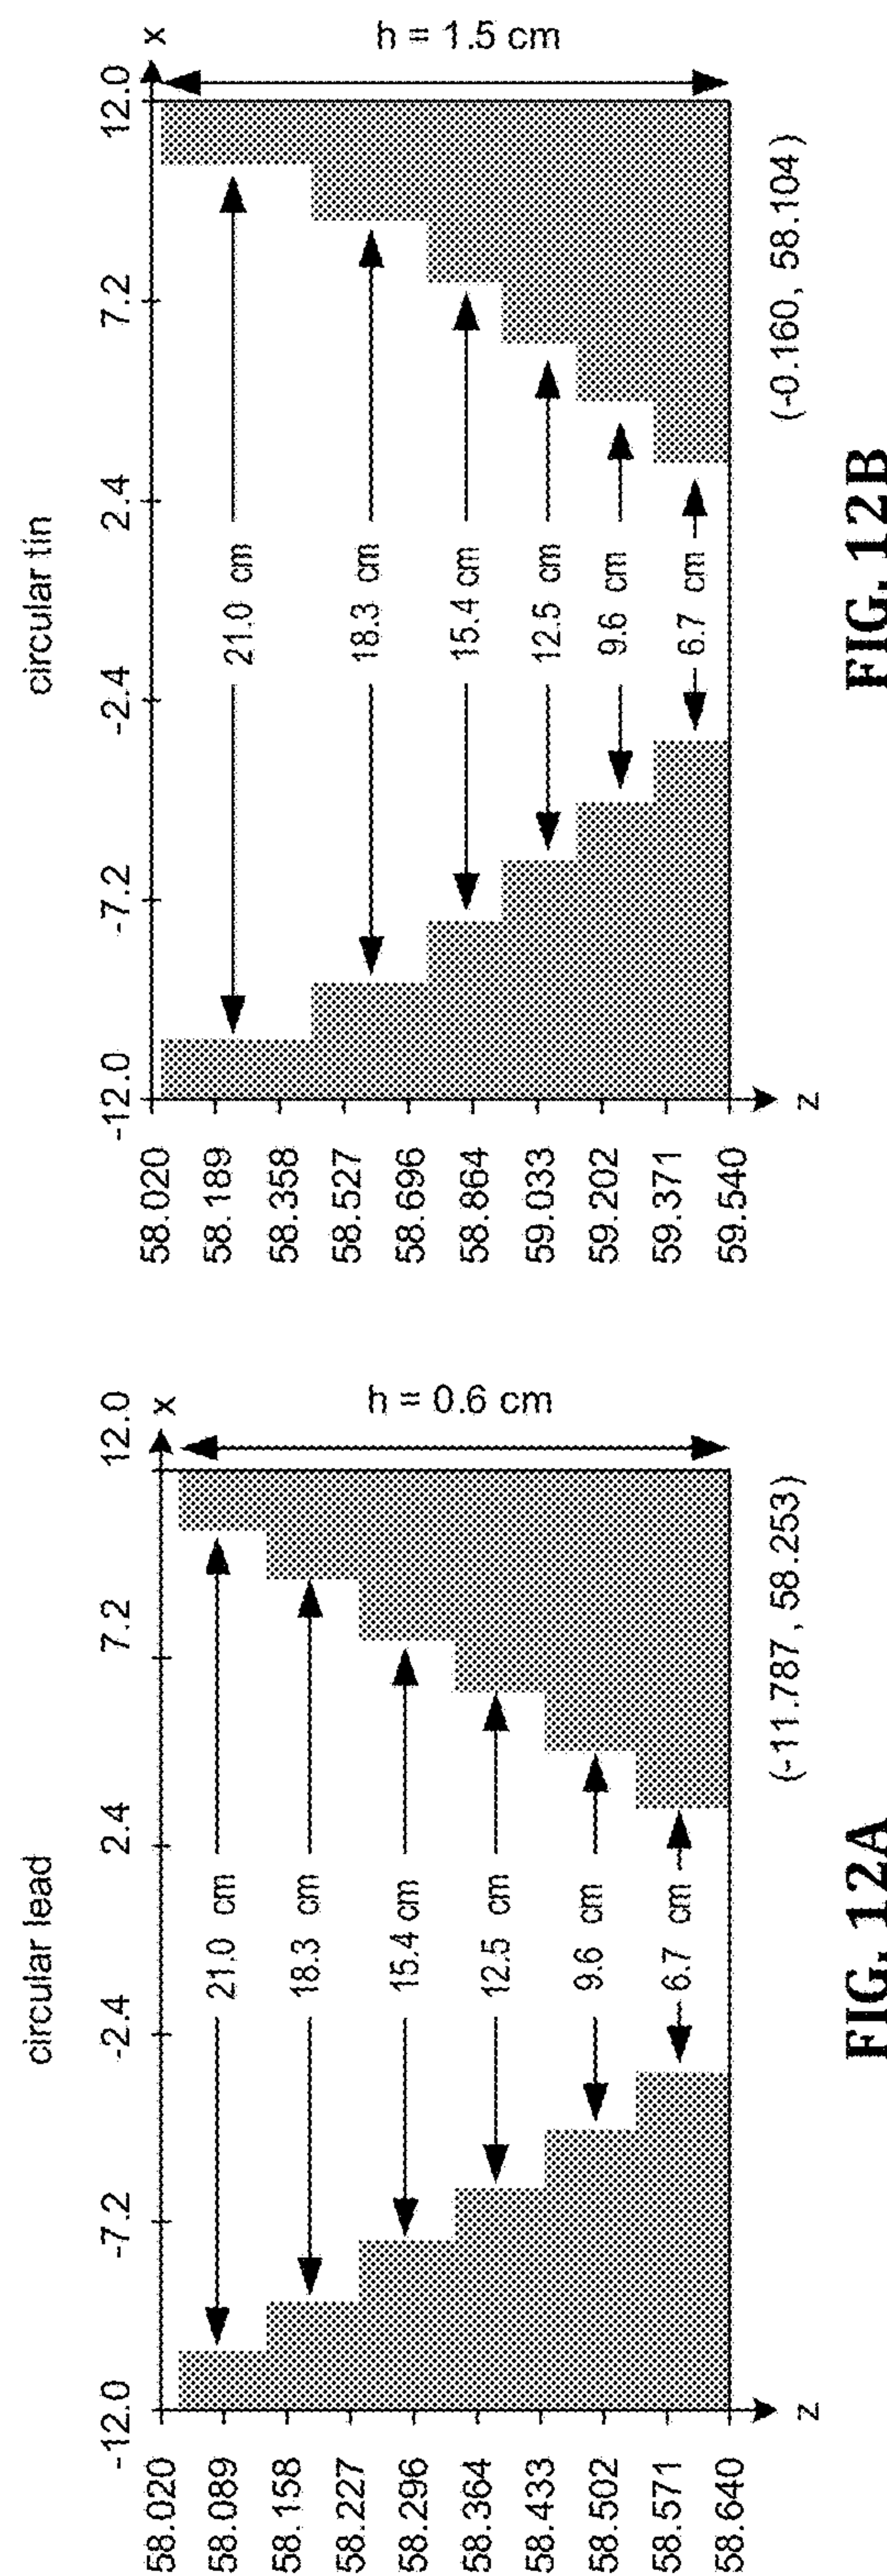 circular lead
-12.0 -7.2 -2.4 2.4 7.2 12.0
x
58.020
58.089
58.158
58.227
58.296
58.364
58.433
58.502
58.571
58.640
z
21.0 cm
18.3 cm
15.4 cm
12.5 cm
9.6 cm
6.7 cm
h = 0.6 cm
(-11.787, 58.253)
FIG. 12A
circular tin
-12.0 -7.2 -2.4 2.4 7.2 12.0
x
58.020
58.189
58.358
58.527
58.696
58.864
59.033
59.202
59.371
59.540
z
21.0 cm
18.3 cm
15.4 cm
12.5 cm
9.6 cm
6.7 cm
h = 1.5 cm
(-0.160, 58.104)
FIG. 12B